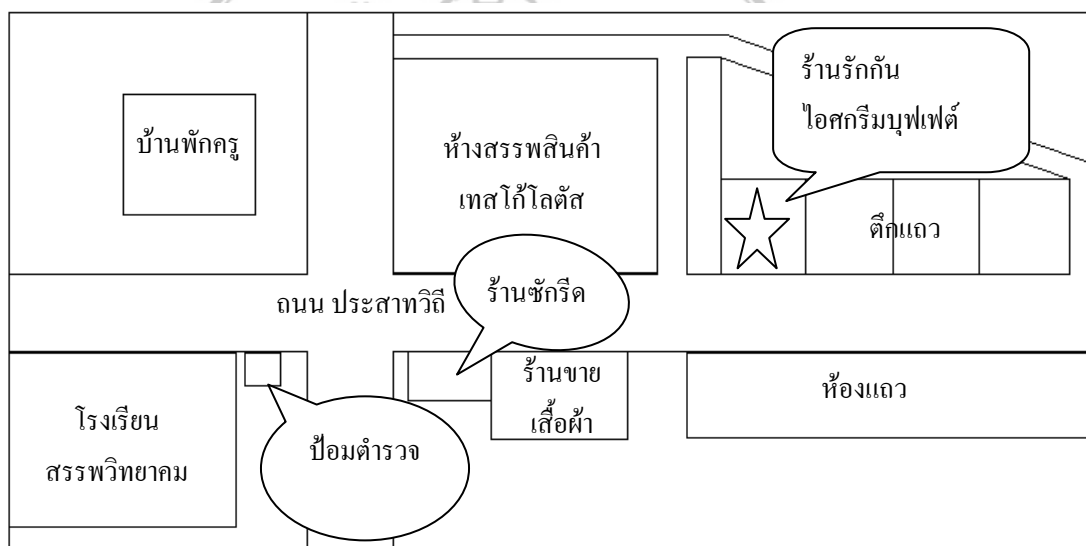 ร้านรักกัน
ไอศกรีมบุฟเฟต์
บ้านพักครู
ห้างสรรพสินค้า
เทสโก้โลตัส
ตึกแถว
ถนน ประสาทวิถี
ร้านซักรีด
ร้านขาย
เสื้อผ้า
ห้องแถว
โรงเรียน
สรรพวิทยาคม
ป้อมตำรวจ